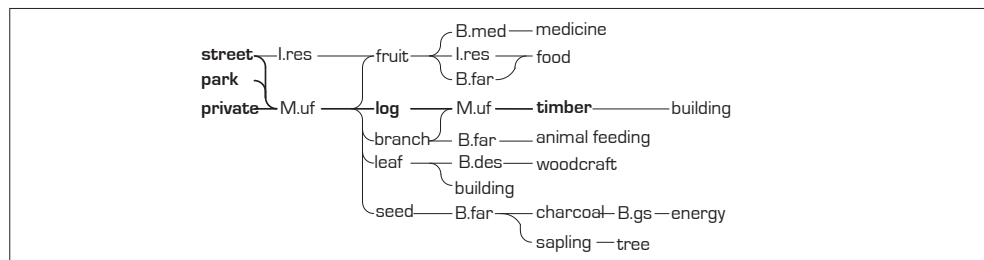 B.med medicine
street I.res fruit I.res food
park B.far
private M.uf log M.uf timber building
branch B.far animal feeding
leaf B.des woodcraft
building
seed B.far charcoal B.gs energy
sapling tree